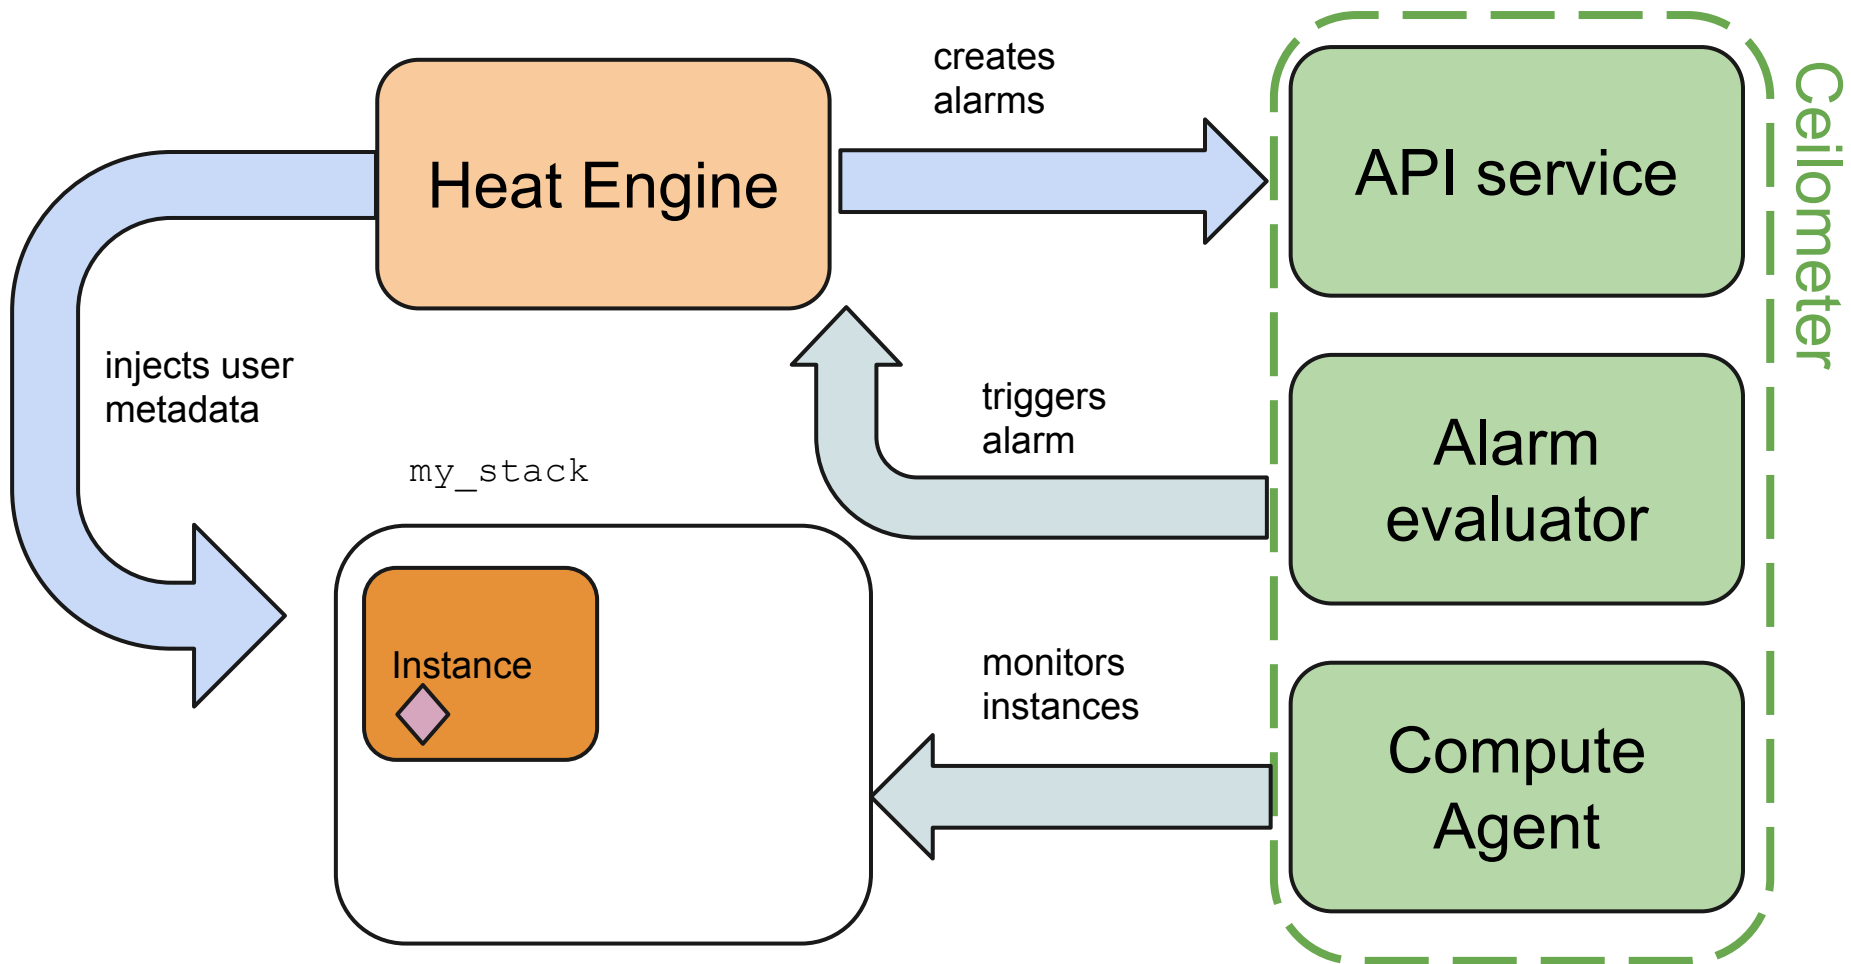 creates
alarms
Heat Engine
API service
Ceilometer
injects user
metadata
triggers
alarm
Alarm
evaluator
my_stack
Instance
monitors
instances
Compute
Agent